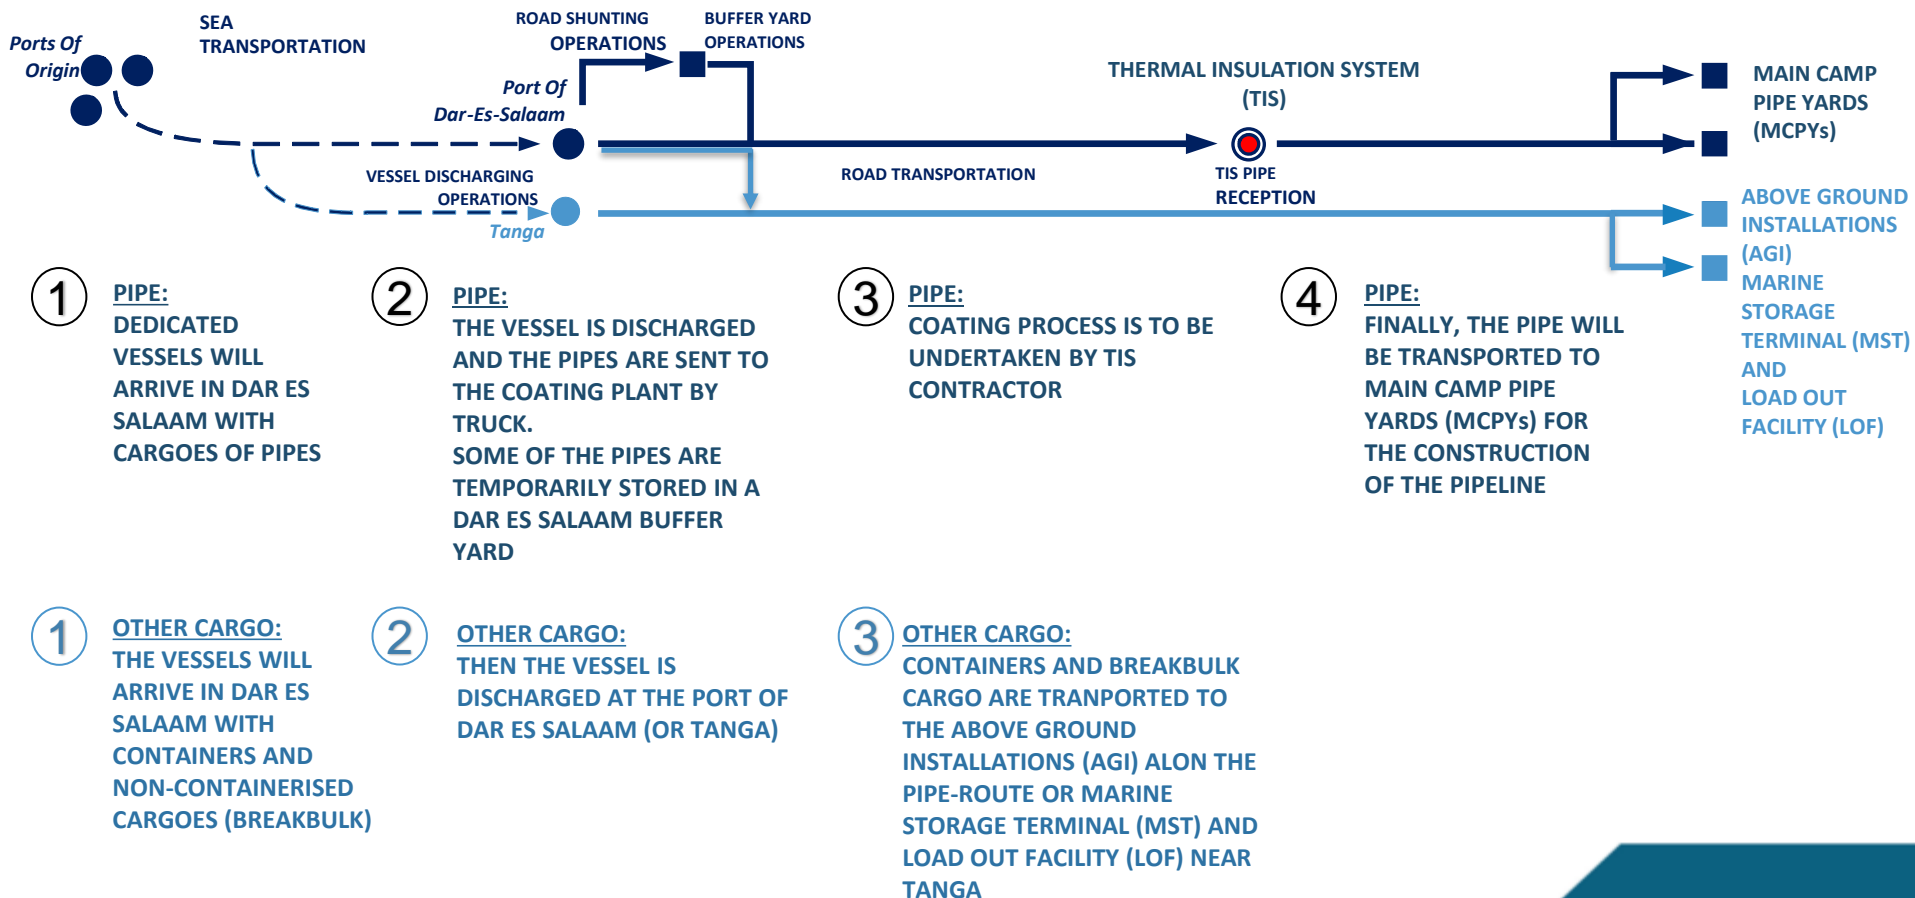 SEA
TRANSPORTATION
Ports Of
Origin
ROAD SHUNTING
OPERATIONS
BUFFER YARD
OPERATIONS
Port Of
Dar-Es-Salaam
THERMAL INSULATION SYSTEM
(TIS)
MAIN CAMP
PIPE YARDS
(MCPYs)
VESSEL DISCHARGING
OPERATIONS
Tanga
ROAD TRANSPORTATION
TIS PIPE
RECEPTION
ABOVE GROUND
INSTALLATIONS
(AGI)
MARINE
STORAGE
TERMINAL (MST)
AND
LOAD OUT
FACILITY (LOF)
1
PIPE:
DEDICATED
VESSELS WILL
ARRIVE IN DAR ES
SALAAM WITH
CARGOES OF PIPES
2
PIPE:
THE VESSEL IS DISCHARGED
AND THE PIPES ARE SENT TO
THE COATING PLANT BY
TRUCK.
SOME OF THE PIPES ARE
TEMPORARILY STORED IN A
DAR ES SALAAM BUFFER
YARD
3
PIPE:
COATING PROCESS IS TO BE
UNDERTAKEN BY TIS
CONTRACTOR
4
PIPE:
FINALLY, THE PIPE WILL
BE TRANSPORTED TO
MAIN CAMP PIPE
YARDS (MCPYs) FOR
THE CONSTRUCTION
OF THE PIPELINE
1
OTHER CARGO:
THE VESSELS WILL
ARRIVE IN DAR ES
SALAAM WITH
CONTAINERS AND
NON-CONTAINERISED
CARGOES (BREAKBULK)
2
OTHER CARGO:
THEN THE VESSEL IS
DISCHARGED AT THE PORT OF
DAR ES SALAAM (OR TANGA)
3
OTHER CARGO:
CONTAINERS AND BREAKBULK
CARGO ARE TRANPORTED TO
THE ABOVE GROUND
INSTALLATIONS (AGI) ALON THE
PIPE-ROUTE OR MARINE
STORAGE TERMINAL (MST) AND
LOAD OUT FACILITY (LOF) NEAR
TANGA